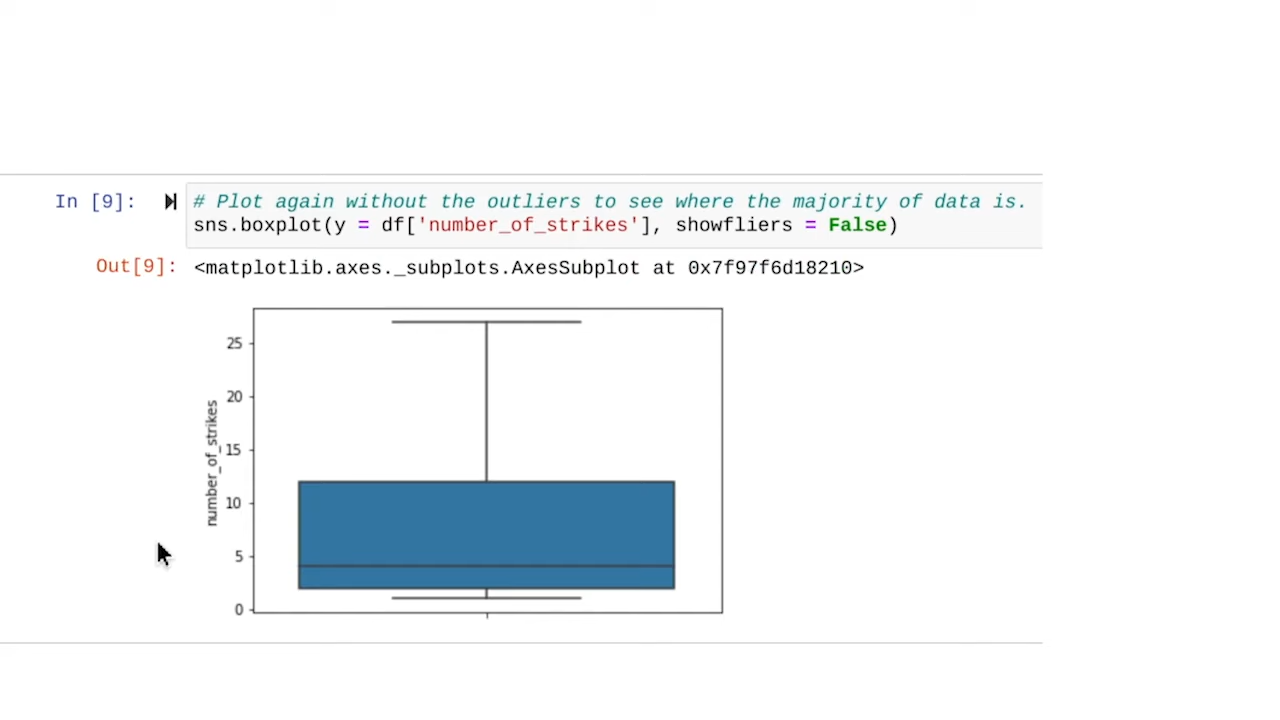 In [9]:
# Plot again without the outliers to see where the majority of data is.
sns.boxplot(y = df['number_of_strikes'], showfliers = False)
Out[9]:
<matplotlib.axes._subplots.AxesSubplot at 0x7f97f6d18210>
number_of_strikes
25
20
15
10
5
0